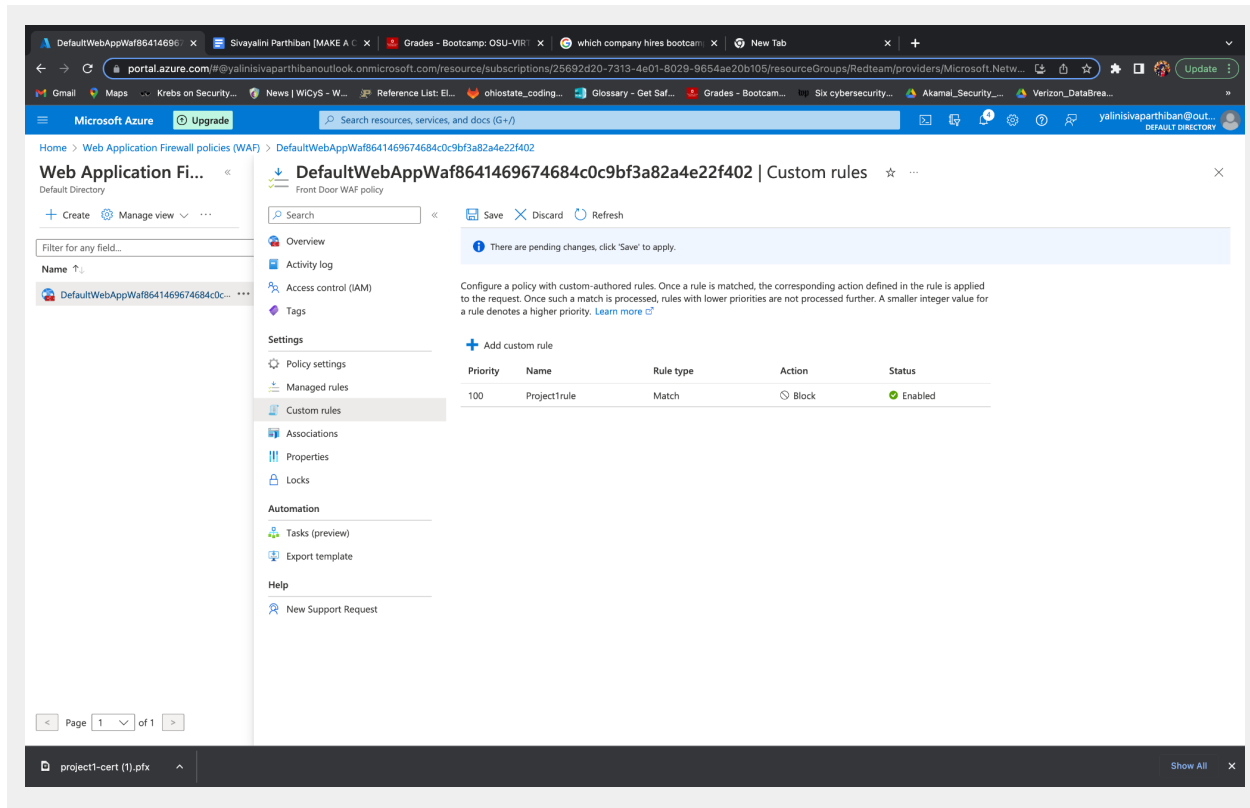 DefaultWebAppWaf864146967
Sivayalini Parthiban [MAKE A C
Grades - Bootcamp: OSU-VIRT
which company hires bootcam
New Tab
portal.azure.com/#@yalinisivaparthibanoutlook.onmicrosoft.com/resource/subscriptions/25692d20-7313-4e01-8029-9654ae20b105/resourceGroups/Redteam/providers/Microsoft.Netw...
Update
Gmail
Maps
Krebs on Security...
News | WiCyS - W...
Reference List: El...
ohiostate_coding...
Glossary - Get Saf...
Grades - Bootcam...
Six cybersecurity...
Akamai_Security_...
Verizon_DataBrea...
»
Microsoft Azure
Upgrade
Search resources, services, and docs (G+/)
4
yalinisivaparthiban@out...
DEFAULT DIRECTORY
Home > Web Application Firewall policies (WAF) > DefaultWebAppWaf8641469674684c0c9bf3a82a4e22f402
Web Application Fi...
«
Default Directory
+ Create
Manage view
...
Filter for any field...
Name ↑↓
DefaultWebAppWaf8641469674684c0c... ...
DefaultWebAppWaf8641469674684c0c9bf3a82a4e22f402 | Custom rules
...
Front Door WAF policy
Search
«
Overview
Activity log
Access control (IAM)
Tags
Settings
Policy settings
Managed rules
Custom rules
Associations
Properties
Locks
Automation
Tasks (preview)
Export template
Help
New Support Request
Save
Discard
Refresh
There are pending changes, click 'Save' to apply.
Configure a policy with custom-authored rules. Once a rule is matched, the corresponding action defined in the rule is applied
to the request. Once such a match is processed, rules with lower priorities are not processed further. A smaller integer value for
a rule denotes a higher priority. Learn more
Add custom rule
Priority Name Rule type Action Status
100 Project1rule Match Block Enabled
< Page 1 of 1 >
project1-cert (1).pfx
Show All